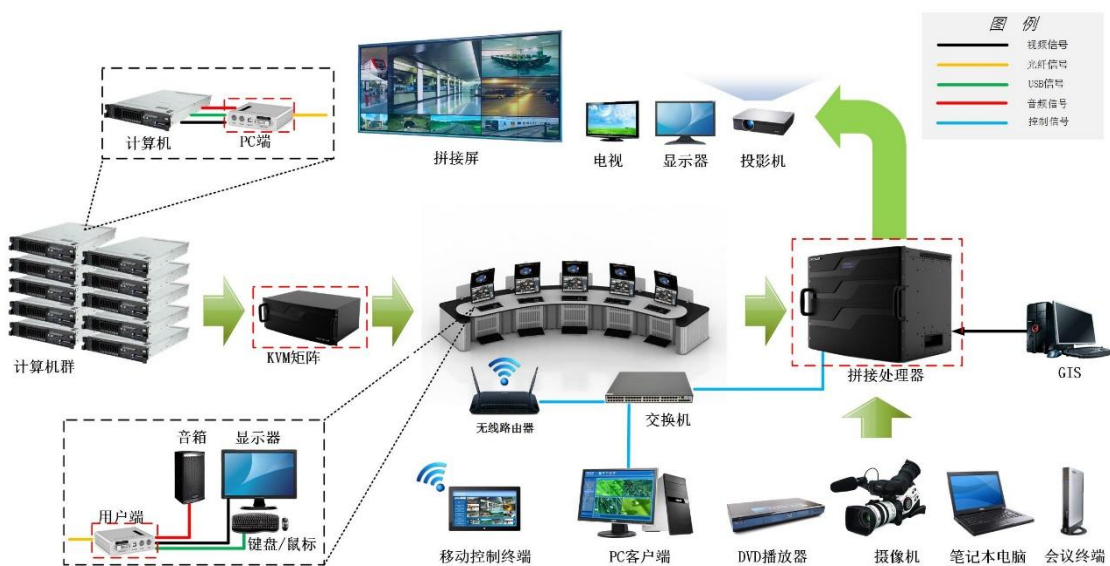 图 例
视频信号
光纤信号
USB信号
音频信号
控制信号
计算机
PC端
拼接屏
电视
显示器
投影机
计算机群
KVM矩阵
拼接处理器
GIS
无线路由器
交换机
音箱
显示器
用户端
键盘/鼠标
移动控制终端
PC客户端
DVD播放器
摄像机
笔记本电脑
会议终端